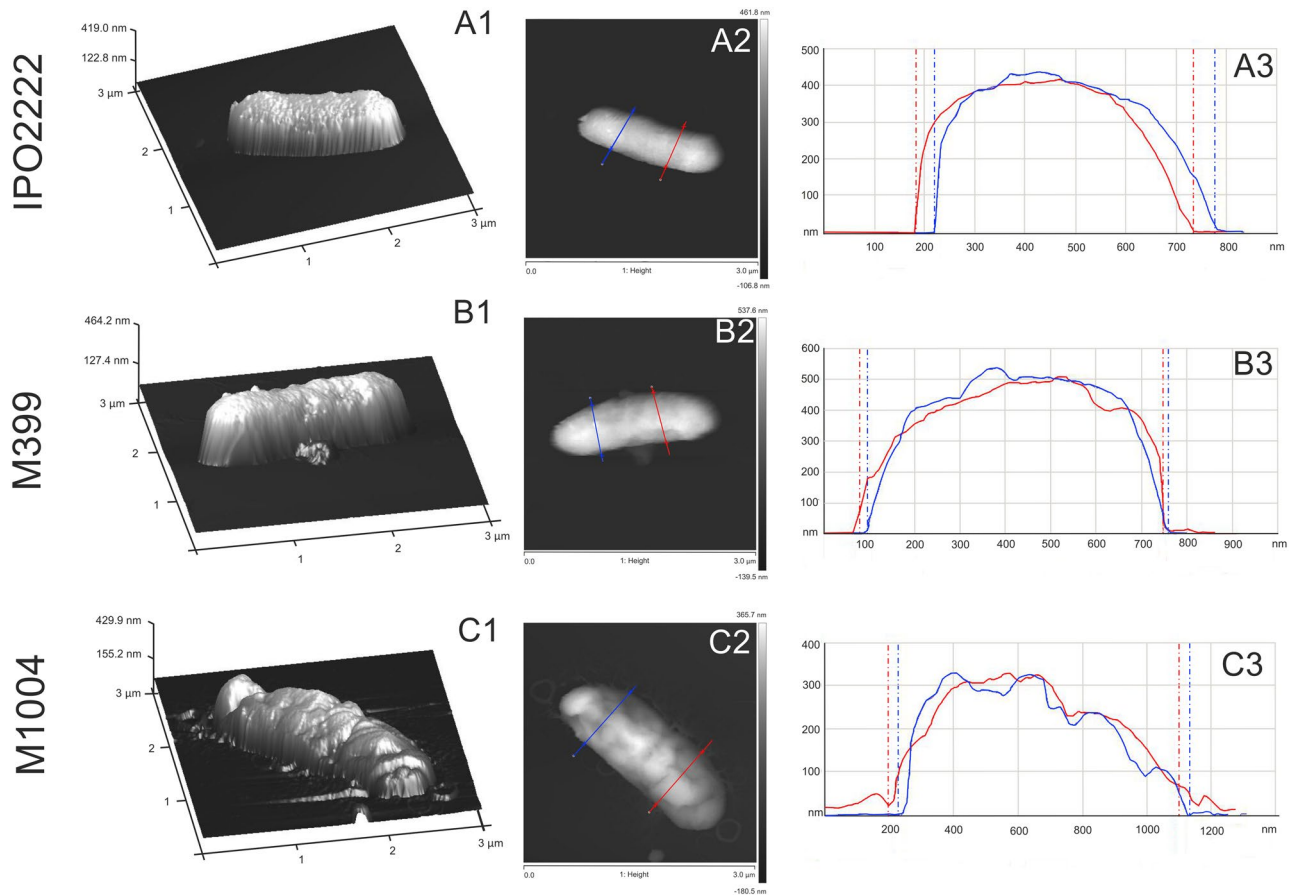 IPO2222
A1
419.0 nm
122.8 nm
3 µm
2
1
1
2
3 µm
A2
461.8 nm
0.0
1: Height
3.0 µm
-106.8 nm
A3
500
400
300
200
100
nm
100 200 300 400 500 600 700 800 nm
M399
B1
464.2 nm
127.4 nm
3 µm
2
1
1
2
3 µm
B2
537.6 nm
0.0
1: Height
3.0 µm
-139.5 nm
B3
600
500
400
300
200
100
nm
100 200 300 400 500 600 700 800 900 nm
M1004
C1
429.9 nm
155.2 nm
3 µm
2
1
1
2
3 µm
C2
365.7 nm
0.0
1: Height
3.0 µm
-180.5 nm
C3
400
300
200
100
nm
200 400 600 800 1000 1200 nm